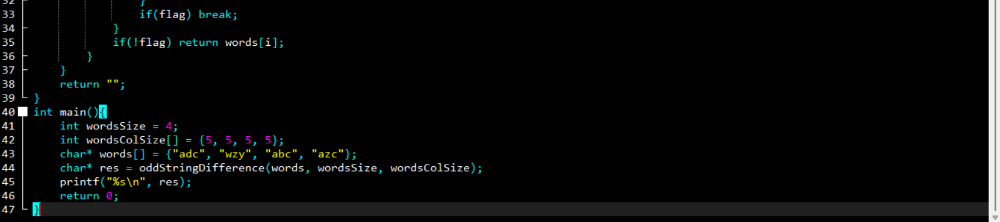 32 }
33 if(flag) break;
34 }
35 if(!flag) return words[i];
36 }
37 }
38 return "";
39 }
40 int main(){
41 int wordsSize = 4;
42 int wordsColSize[] = {5, 5, 5, 5};
43 char* words[] = {"adc", "wzy", "abc", "azc"};
44 char* res = oddStringDifference(words, wordsSize, wordsColSize);
45 printf("%s\n", res);
46 return 0;
47 }